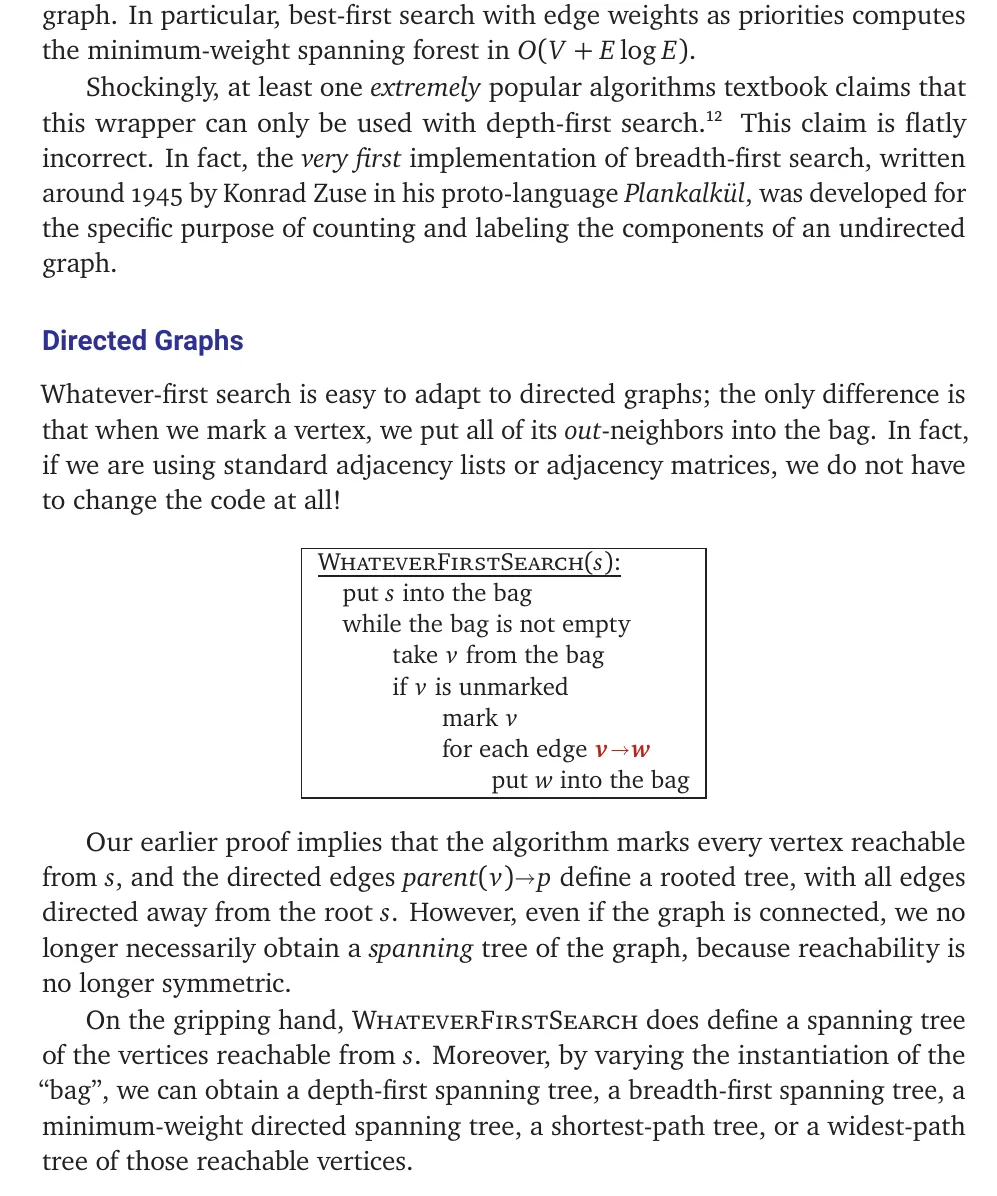 graph. In particular, best-first search with edge weights as priorities computes
the minimum-weight spanning forest in O(V + E log E).
Shockingly, at least one extremely popular algorithms textbook claims that
this wrapper can only be used with depth-first search.¹² This claim is flatly
incorrect. In fact, the very first implementation of breadth-first search, written
around 1945 by Konrad Zuse in his proto-language Plankalkül, was developed for
the specific purpose of counting and labeling the components of an undirected
graph.
Directed Graphs
Whatever-first search is easy to adapt to directed graphs; the only difference is
that when we mark a vertex, we put all of its out-neighbors into the bag. In fact,
if we are using standard adjacency lists or adjacency matrices, we do not have
to change the code at all!
WhateverFirstSearch(s):
put s into the bag
while the bag is not empty
take v from the bag
if v is unmarked
mark v
for each edge v→w
put w into the bag
Our earlier proof implies that the algorithm marks every vertex reachable
from s, and the directed edges parent(v)→p define a rooted tree, with all edges
directed away from the root s. However, even if the graph is connected, we no
longer necessarily obtain a spanning tree of the graph, because reachability is
no longer symmetric.
On the gripping hand, WhateverFirstSearch does define a spanning tree
of the vertices reachable from s. Moreover, by varying the instantiation of the
“bag”, we can obtain a depth-first spanning tree, a breadth-first spanning tree, a
minimum-weight directed spanning tree, a shortest-path tree, or a widest-path
tree of those reachable vertices.